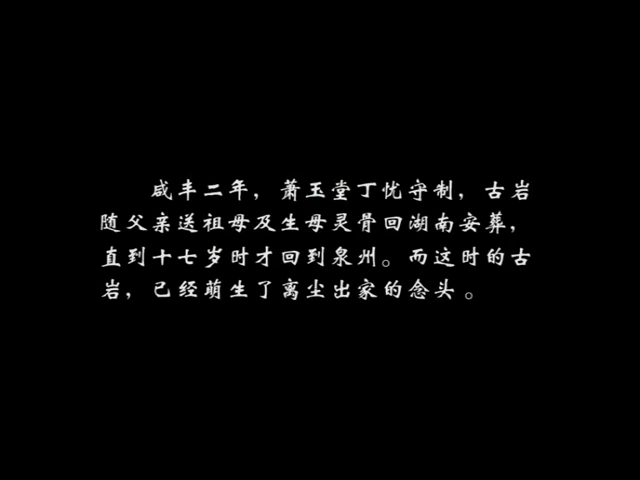 咸丰二年，萧玉堂丁忧守制，古岩
随父亲送祖母及生母灵骨回湖南安葬，
直到十七岁时才回到泉州。而这时的古
岩，已经萌生了离尘出家的念头。